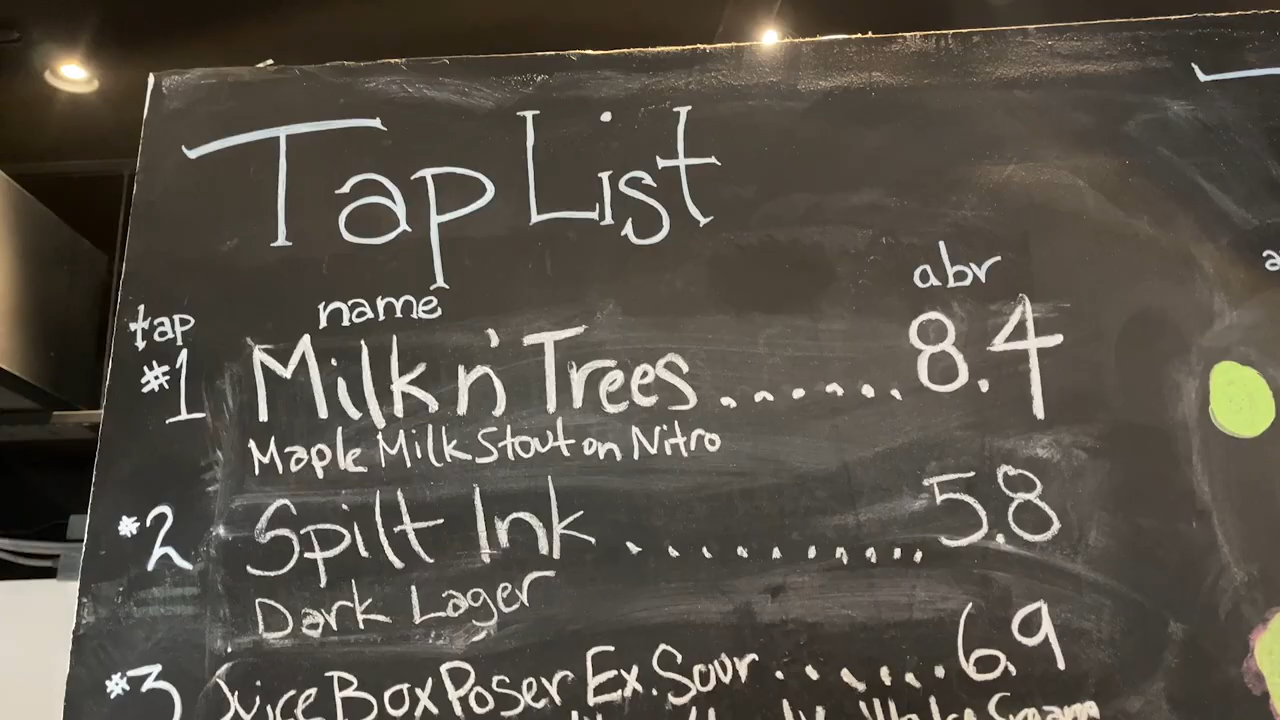 Tap List
tap name abr
#1 Milk n' Trees ....... 8.4
Maple Milk Stout on Nitro
#2 Spilt Ink ........... 5.8
Dark Lager
#3 Juice Box Poser Ex. Sour ....... 6.9